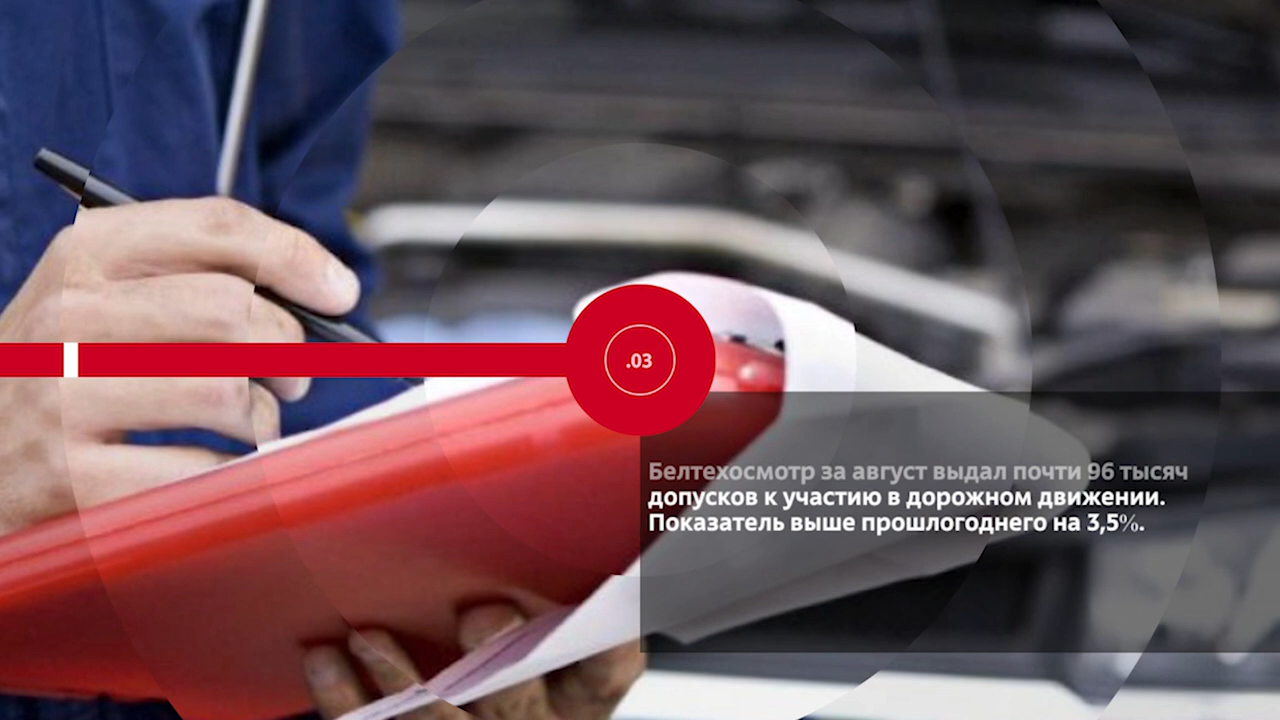 .03
Белтехосмотр за август выдал почти 96 тысяч
допусков к участию в дорожном движении.
Показатель выше прошлогоднего на 3,5%.